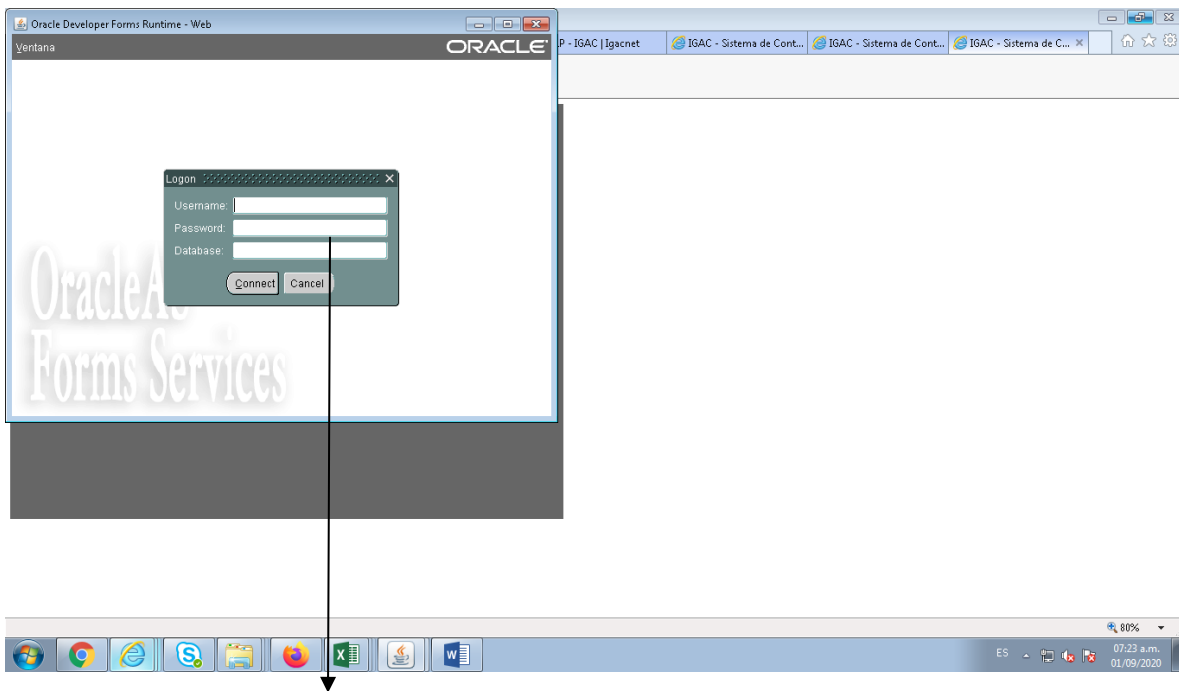 Oracle Developer Forms Runtime - Web
Ventana
ORACLE
P - IGAC | Igacnet
IGAC - Sistema de Cont...
IGAC - Sistema de Cont...
IGAC - Sistema de C...
Logon
Username:
Password:
Database:
Connect
Cancel
OracleAS
Forms Services
80%
ES
07:23 a.m.
01/09/2020